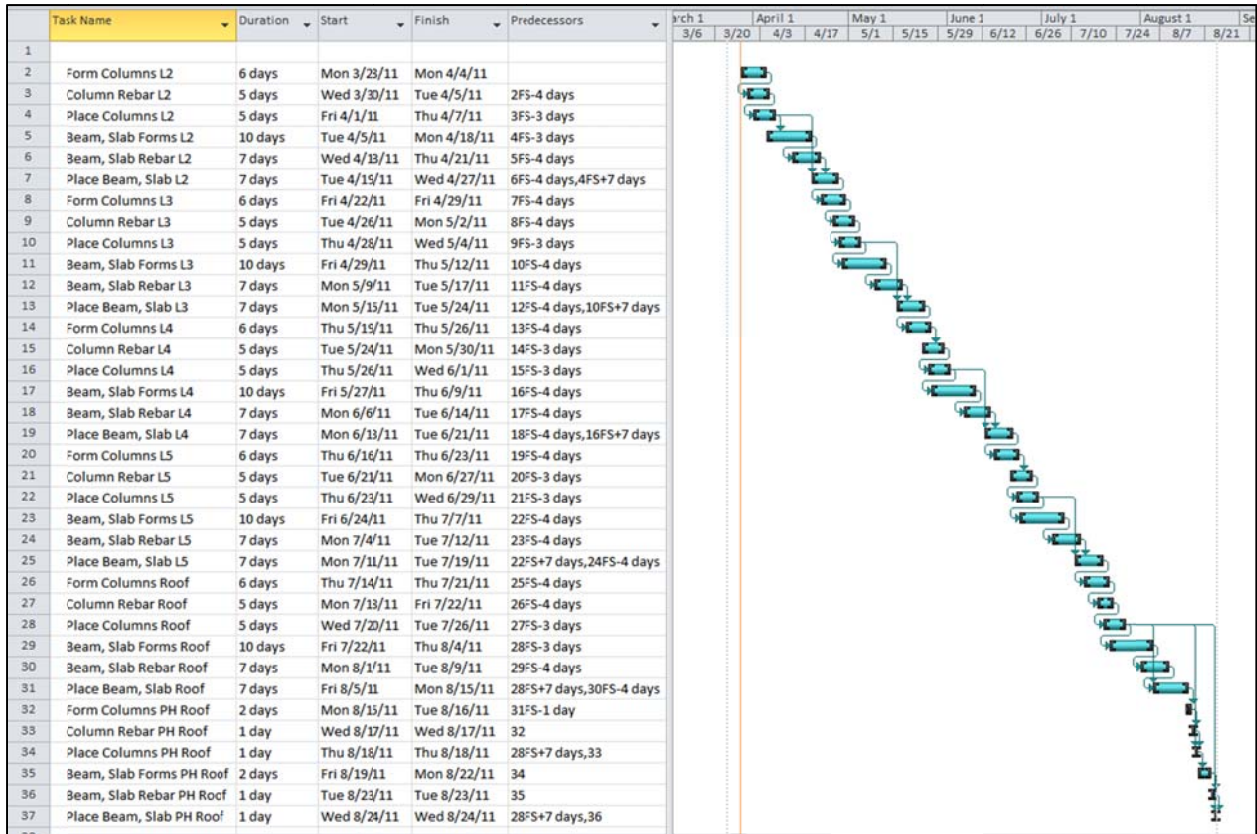 Task Name Duration Start Finish Predecessors rch 1 April 1 May 1 June 1 July 1 August 1 Se
3/6 3/20 4/3 4/17 5/1 5/15 5/29 6/12 6/26 7/10 7/24 8/7 8/21
1
2 Form Columns L2 6 days Mon 3/23/11 Mon 4/4/11
3 Column Rebar L2 5 days Wed 3/30/11 Tue 4/5/11 2FS-4 days
4 Place Columns L2 5 days Fri 4/1/11 Thu 4/7/11 3FS-3 days
5 Beam, Slab Forms L2 10 days Tue 4/5/11 Mon 4/18/11 4FS-3 days
6 Beam, Slab Rebar L2 7 days Wed 4/13/11 Thu 4/21/11 5FS-4 days
7 Place Beam, Slab L2 7 days Tue 4/15/11 Wed 4/27/11 6FS-4 days,4FS+7 days
8 Form Columns L3 6 days Fri 4/22/11 Fri 4/29/11 7FS-4 days
9 Column Rebar L3 5 days Tue 4/26/11 Mon 5/2/11 8FS-4 days
10 Place Columns L3 5 days Thu 4/28/11 Wed 5/4/11 9FS-3 days
11 Beam, Slab Forms L3 10 days Fri 4/29/11 Thu 5/12/11 10FS-4 days
12 Beam, Slab Rebar L3 7 days Mon 5/9/11 Tue 5/17/11 11FS-4 days
13 Place Beam, Slab L3 7 days Mon 5/15/11 Tue 5/24/11 12FS-4 days,10FS+7 days
14 Form Columns L4 6 days Thu 5/15/11 Thu 5/26/11 13FS-4 days
15 Column Rebar L4 5 days Tue 5/24/11 Mon 5/30/11 14FS-3 days
16 Place Columns L4 5 days Thu 5/26/11 Wed 6/1/11 15FS-3 days
17 Beam, Slab Forms L4 10 days Fri 5/27/11 Thu 6/9/11 16FS-4 days
18 Beam, Slab Rebar L4 7 days Mon 6/6/11 Tue 6/14/11 17FS-4 days
19 Place Beam, Slab L4 7 days Mon 6/13/11 Tue 6/21/11 18FS-4 days,16FS+7 days
20 Form Columns L5 6 days Thu 6/16/11 Thu 6/23/11 19FS-4 days
21 Column Rebar L5 5 days Tue 6/21/11 Mon 6/27/11 20FS-3 days
22 Place Columns L5 5 days Thu 6/23/11 Wed 6/29/11 21FS-3 days
23 Beam, Slab Forms L5 10 days Fri 6/24/11 Thu 7/7/11 22FS-4 days
24 Beam, Slab Rebar L5 7 days Mon 7/4/11 Tue 7/12/11 23FS-4 days
25 Place Beam, Slab L5 7 days Mon 7/11/11 Tue 7/19/11 22FS+7 days,24FS-4 days
26 Form Columns Roof 6 days Thu 7/14/11 Thu 7/21/11 25FS-4 days
27 Column Rebar Roof 5 days Mon 7/13/11 Fri 7/22/11 26FS-4 days
28 Place Columns Roof 5 days Wed 7/20/11 Tue 7/26/11 27FS-3 days
29 Beam, Slab Forms Roof 10 days Fri 7/22/11 Thu 8/4/11 28FS-3 days
30 Beam, Slab Rebar Roof 7 days Mon 8/1/11 Tue 8/9/11 29FS-4 days
31 Place Beam, Slab Roof 7 days Fri 8/5/11 Mon 8/15/11 28FS+7 days,30FS-4 days
32 Form Columns PH Roof 2 days Mon 8/15/11 Tue 8/16/11 31FS-1 day
33 Column Rebar PH Roof 1 day Wed 8/17/11 Wed 8/17/11 32
34 Place Columns PH Roof 1 day Thu 8/18/11 Thu 8/18/11 28FS+7 days,33
35 Beam, Slab Forms PH Roof 2 days Fri 8/19/11 Mon 8/22/11 34
36 Beam, Slab Rebar PH Roof 1 day Tue 8/23/11 Tue 8/23/11 35
37 Place Beam, Slab PH Roof 1 day Wed 8/24/11 Wed 8/24/11 28FS+7 days,36